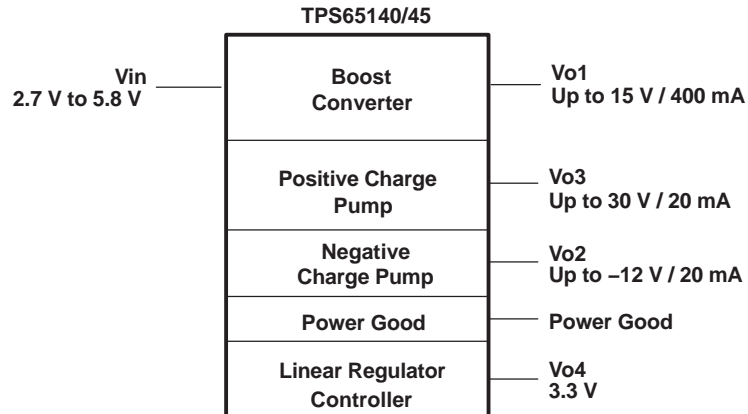 TPS65140/45
Vin
2.7 V to 5.8 V
Boost
Converter
Vo1
Up to 15 V / 400 mA
Positive Charge
Pump
Vo3
Up to 30 V / 20 mA
Negative
Charge Pump
Vo2
Up to –12 V / 20 mA
Power Good
Power Good
Linear Regulator
Controller
Vo4
3.3 V